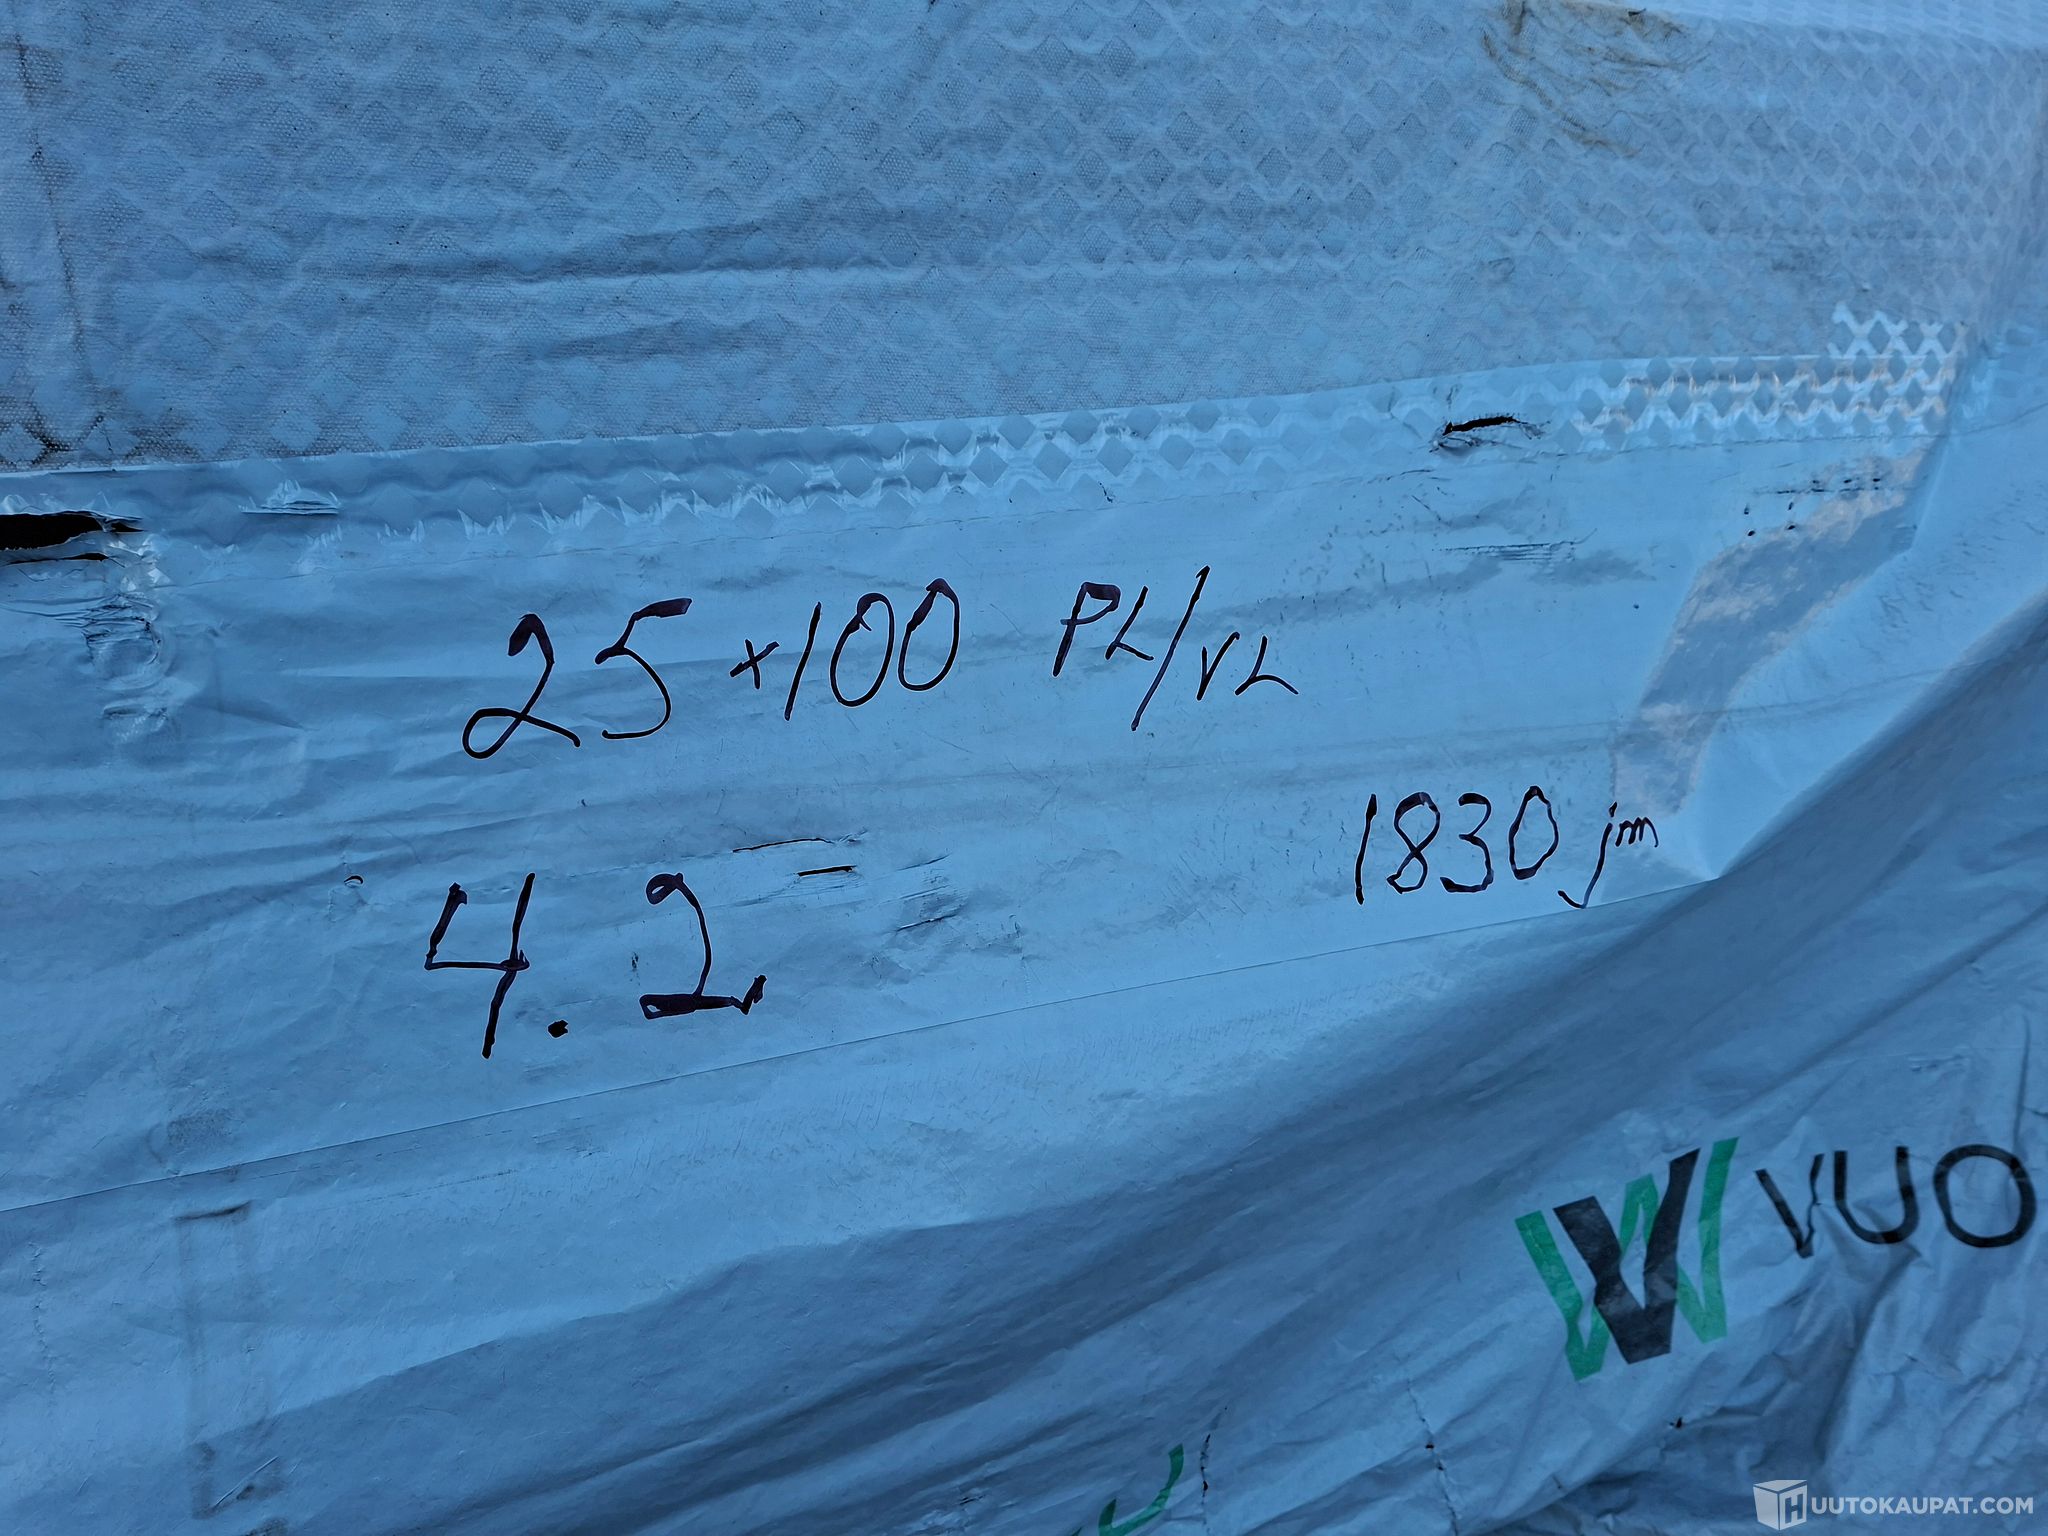 25×100 PL/VL
1830 jm
4.2
VUO
HUUTOKAUPAT.COM